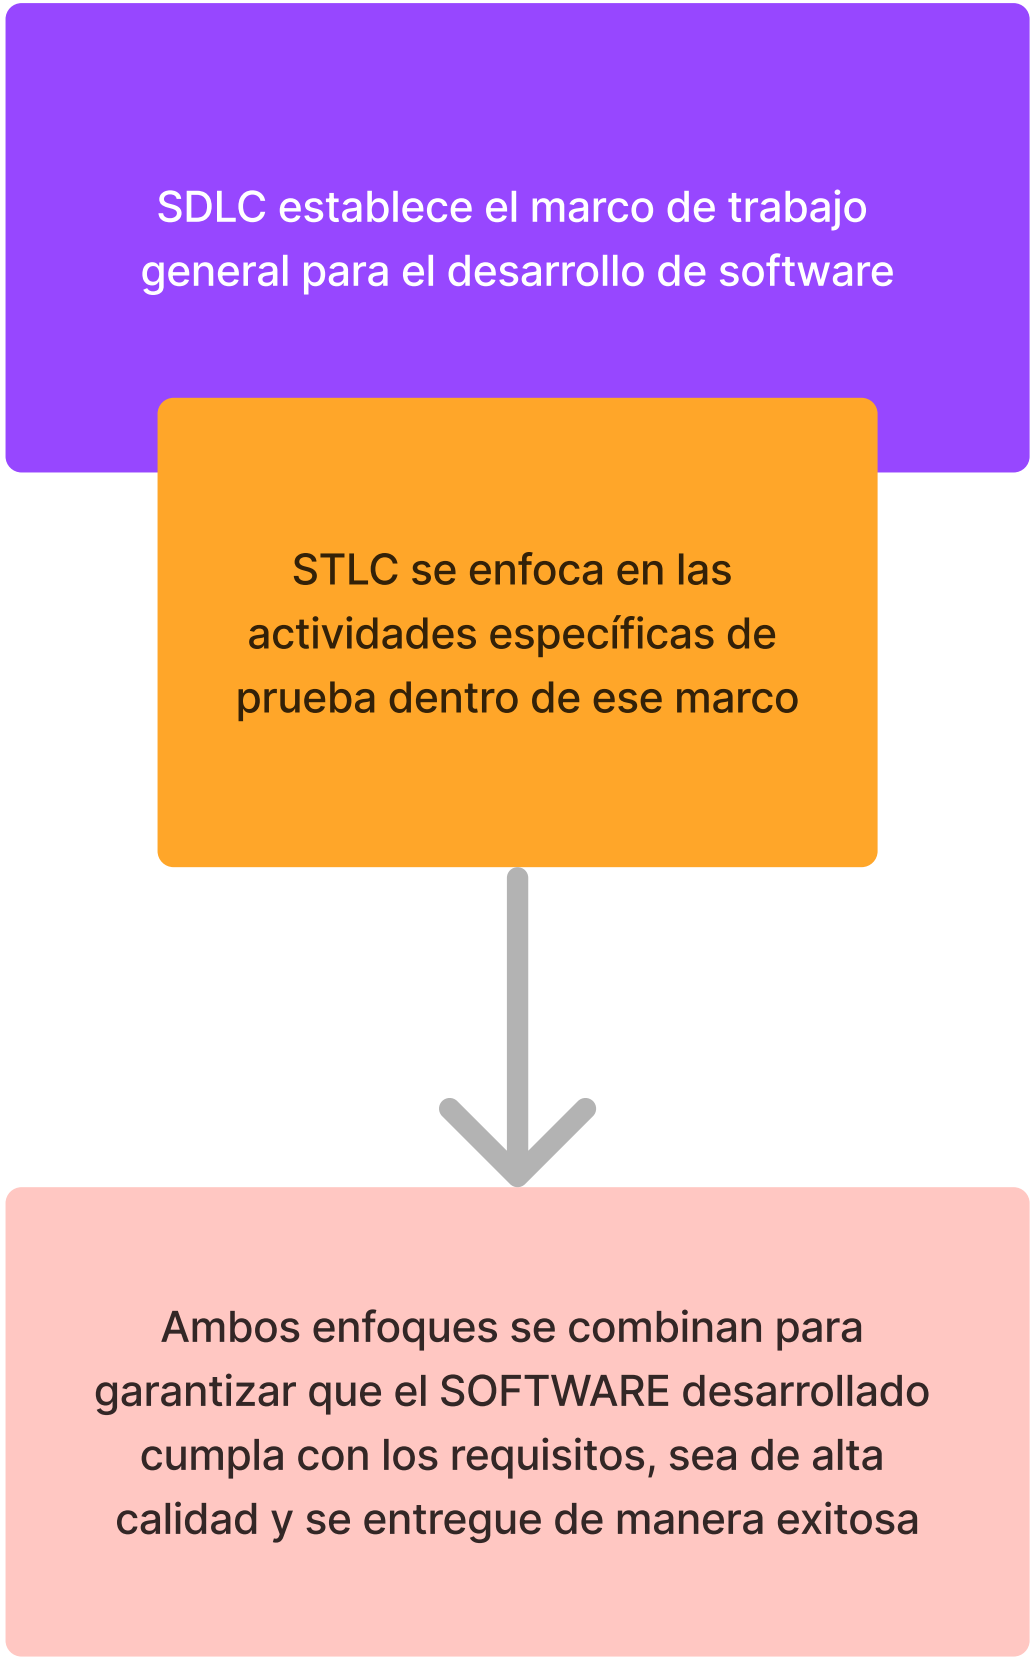 SDLC establece el marco de trabajo
general para el desarrollo de software
STLC se enfoca en las
actividades específicas de
prueba dentro de ese marco
Ambos enfoques se combinan para
garantizar que el SOFTWARE desarrollado
cumpla con los requisitos, sea de alta
calidad y se entregue de manera exitosa